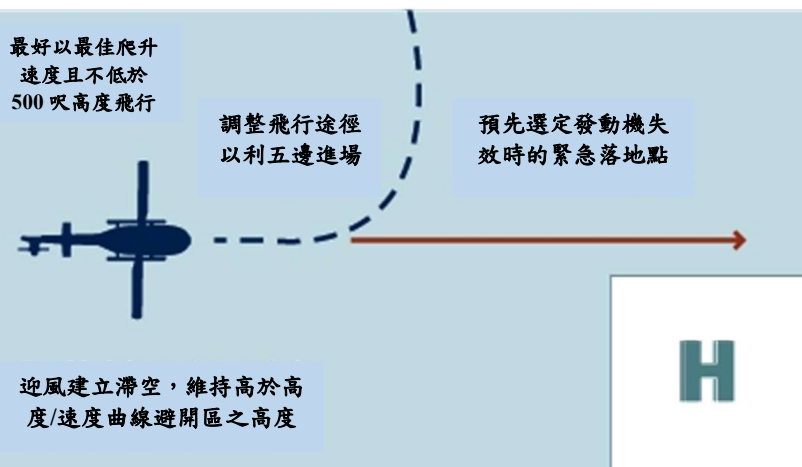 最好以最佳爬升
速度且不低於
500 呎高度飛行
調整飛行途徑
以利五邊進場
預先選定發動機失
效時的緊急落地點
H
迎風建立滯空，維持高於高
度/速度曲線避開區之高度